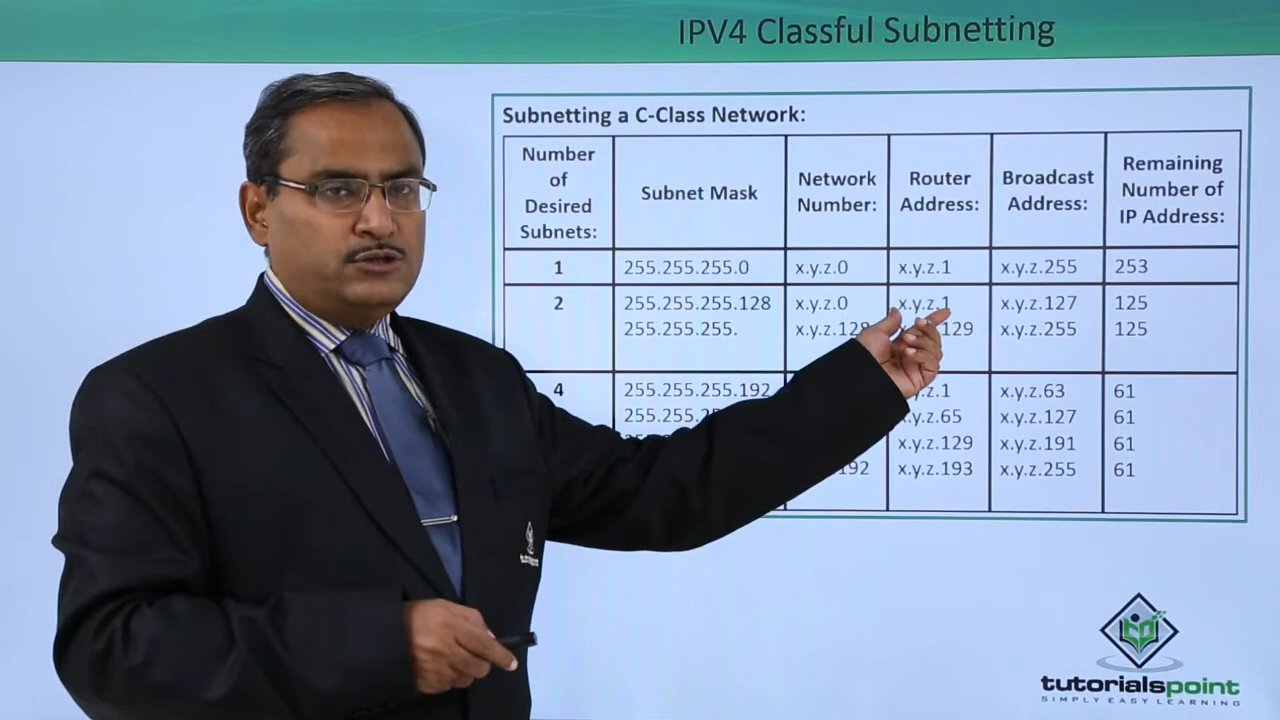 IPV4 Classful Subnetting
Subnetting a C-Class Network:
Number of Desired Subnets: Subnet Mask Network Number: Router Address: Broadcast Address: Remaining Number of IP Address:
1 255.255.255.0 x.y.z.0 x.y.z.1 x.y.z.255 253
2 255.255.255.128 x.y.z.0 x.y.z.1 x.y.z.127 125
255.255.255. x.y.z.128 129 x.y.z.255 125
4 255.255.255.192 .z.1 x.y.z.63 61
255.255.2 .z.65 x.y.z.127 61
x.y.z.129 x.y.z.191 61
192 x.y.z.193 x.y.z.255 61
tutorialspoint
SIMPLY EASY LEARNING